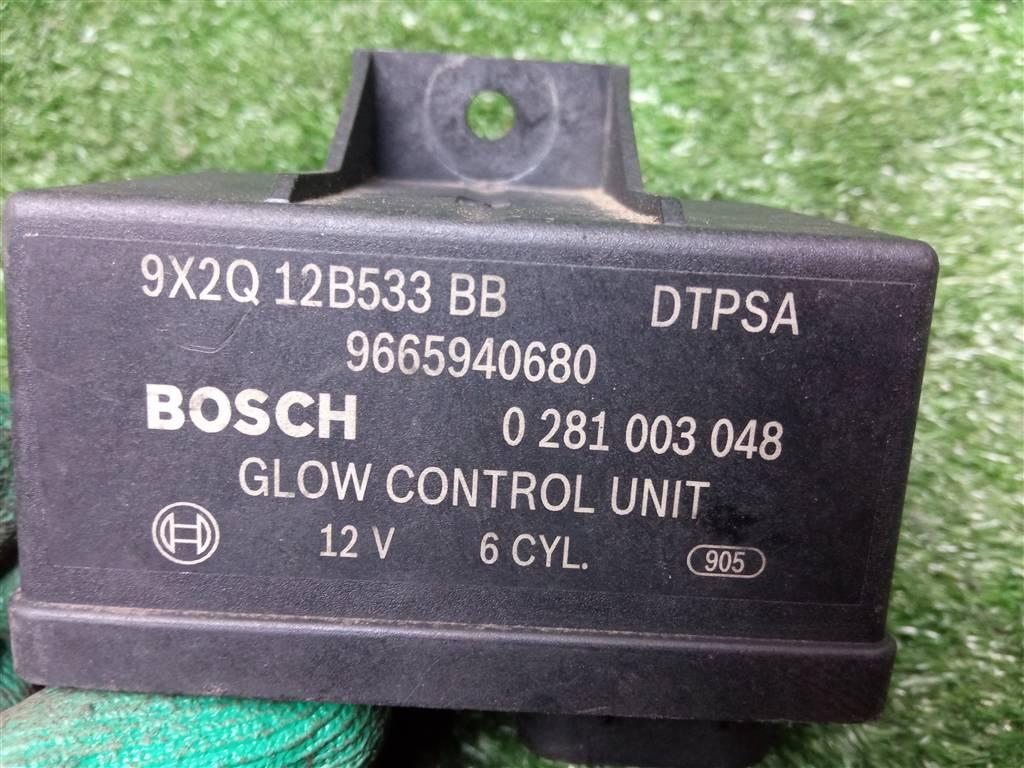 9X2Q 12B533 BB DTPSA
9665940680
BOSCH 0 281 003 048
GLOW CONTROL UNIT
12 V 6 CYL. 905